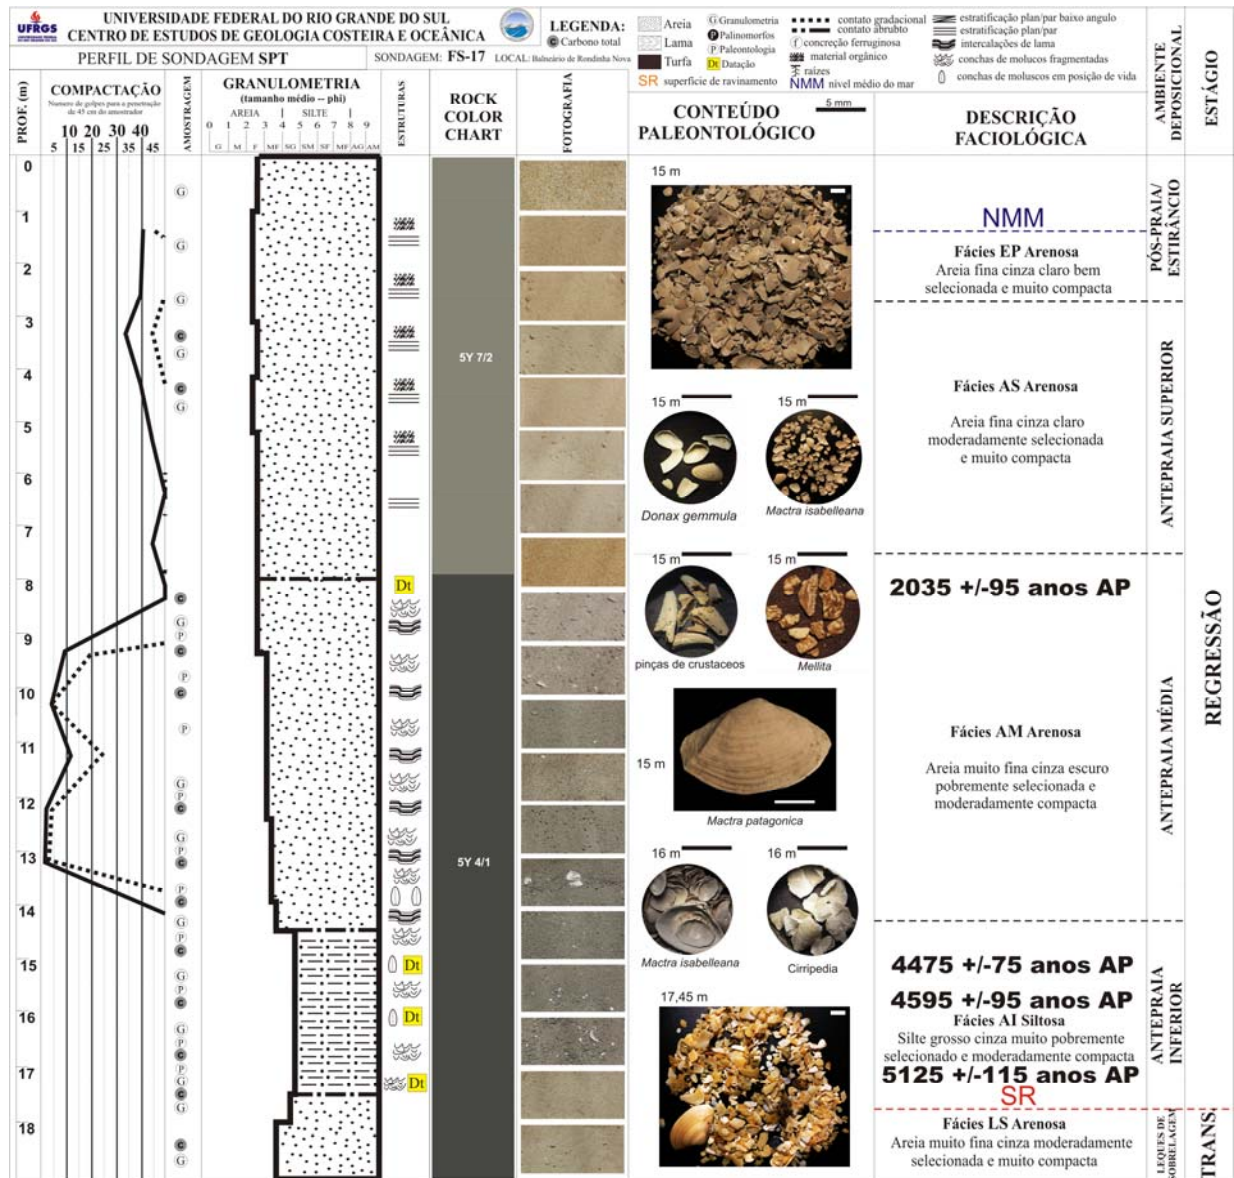 UNIVERSIDADE FEDERAL DO RIO GRANDE DO SUL
CENTRO DE ESTUDOS DE GEOLOGIA COSTEIRA E OCEÂNICA
UFRGS
PERFIL DE SONDAGEM SPT
SONDAGEM: FS-17 LOCAL: Balneário de Rondinha Nova
LEGENDA:
C Carbono total
Areia
Lama
Turfa
SR superfície de ravinamento
G Granulometria
P Palinomorfos
P Paleontologia
Dt Datação
contato gradacional
contato abrubto
f concreção ferruginosa
material orgânico
raizes
NMM nivel médio do mar
estratificação plan/par baixo angulo
estratificação plan/par
intercalações de lama
conchas de moluscos fragmentadas
conchas de moluscos em posição de vida
PROF. (m)
COMPACTAÇÃO
Numero de golpes para a penetração
de 45 cm do amostrador
10 20 30 40
5 15 25 35 45
AMOSTRAGEM
GRANULOMETRIA
(tamanho médio -- phi)
AREIA SILTE
0 1 2 3 4 5 6 7 8 9
G M F MF SG SM SF MF AG AM
ESTRUTURAS
ROCK
COLOR
CHART
FOTOGRAFIA
CONTEÚDO
PALEONTOLÓGICO
5 mm
DESCRIÇÃO
FACIOLÓGICA
AMBIENTE
DEPOSICIONAL
ESTÁGIO
0
1
2
3
4
5
6
7
8
9
10
11
12
13
14
15
16
17
18
G
G
G
C
G
C
G
C
G
P
C
P
C
P
G
P
C
G
P
C
P
C
G
P
C
G
P
C
G
P
C
P
G
C
G
C
G
Dt
Dt
Dt
Dt
5Y 7/2
5Y 4/1
15 m
15 m
15 m
Donax gemmula
Mactra isabelleana
15 m
15 m
pinças de crustaceos
Mellita
15 m
Mactra patagonica
16 m
16 m
Mactra isabelleana
Cirripedia
17,45 m
NMM
Fácies EP Arenosa
Areia fina cinza claro bem
selecionada e muito compacta
Fácies AS Arenosa
Areia fina cinza claro
moderadamente selecionada
e muito compacta
2035 +/-95 anos AP
Fácies AM Arenosa
Areia muito fina cinza escuro
pobremente selecionada e
moderadamente compacta
4475 +/-75 anos AP
4595 +/-95 anos AP
Fácies AI Siltosa
Silte grosso cinza muito pobremente
selecionado e moderadamente compacta
5125 +/-115 anos AP
SR
Fácies LS Arenosa
Areia muito fina cinza moderadamente
selecionada e muito compacta
PÓS-PRAIA/
ESTIRÂNCIO
ANTEPRAIA SUPERIOR
ANTEPRAIA MÉDIA
ANTEPRAIA
INFERIOR
LEQUES DE
SOBRELAGEM
REGRESSÃO
TRANS.